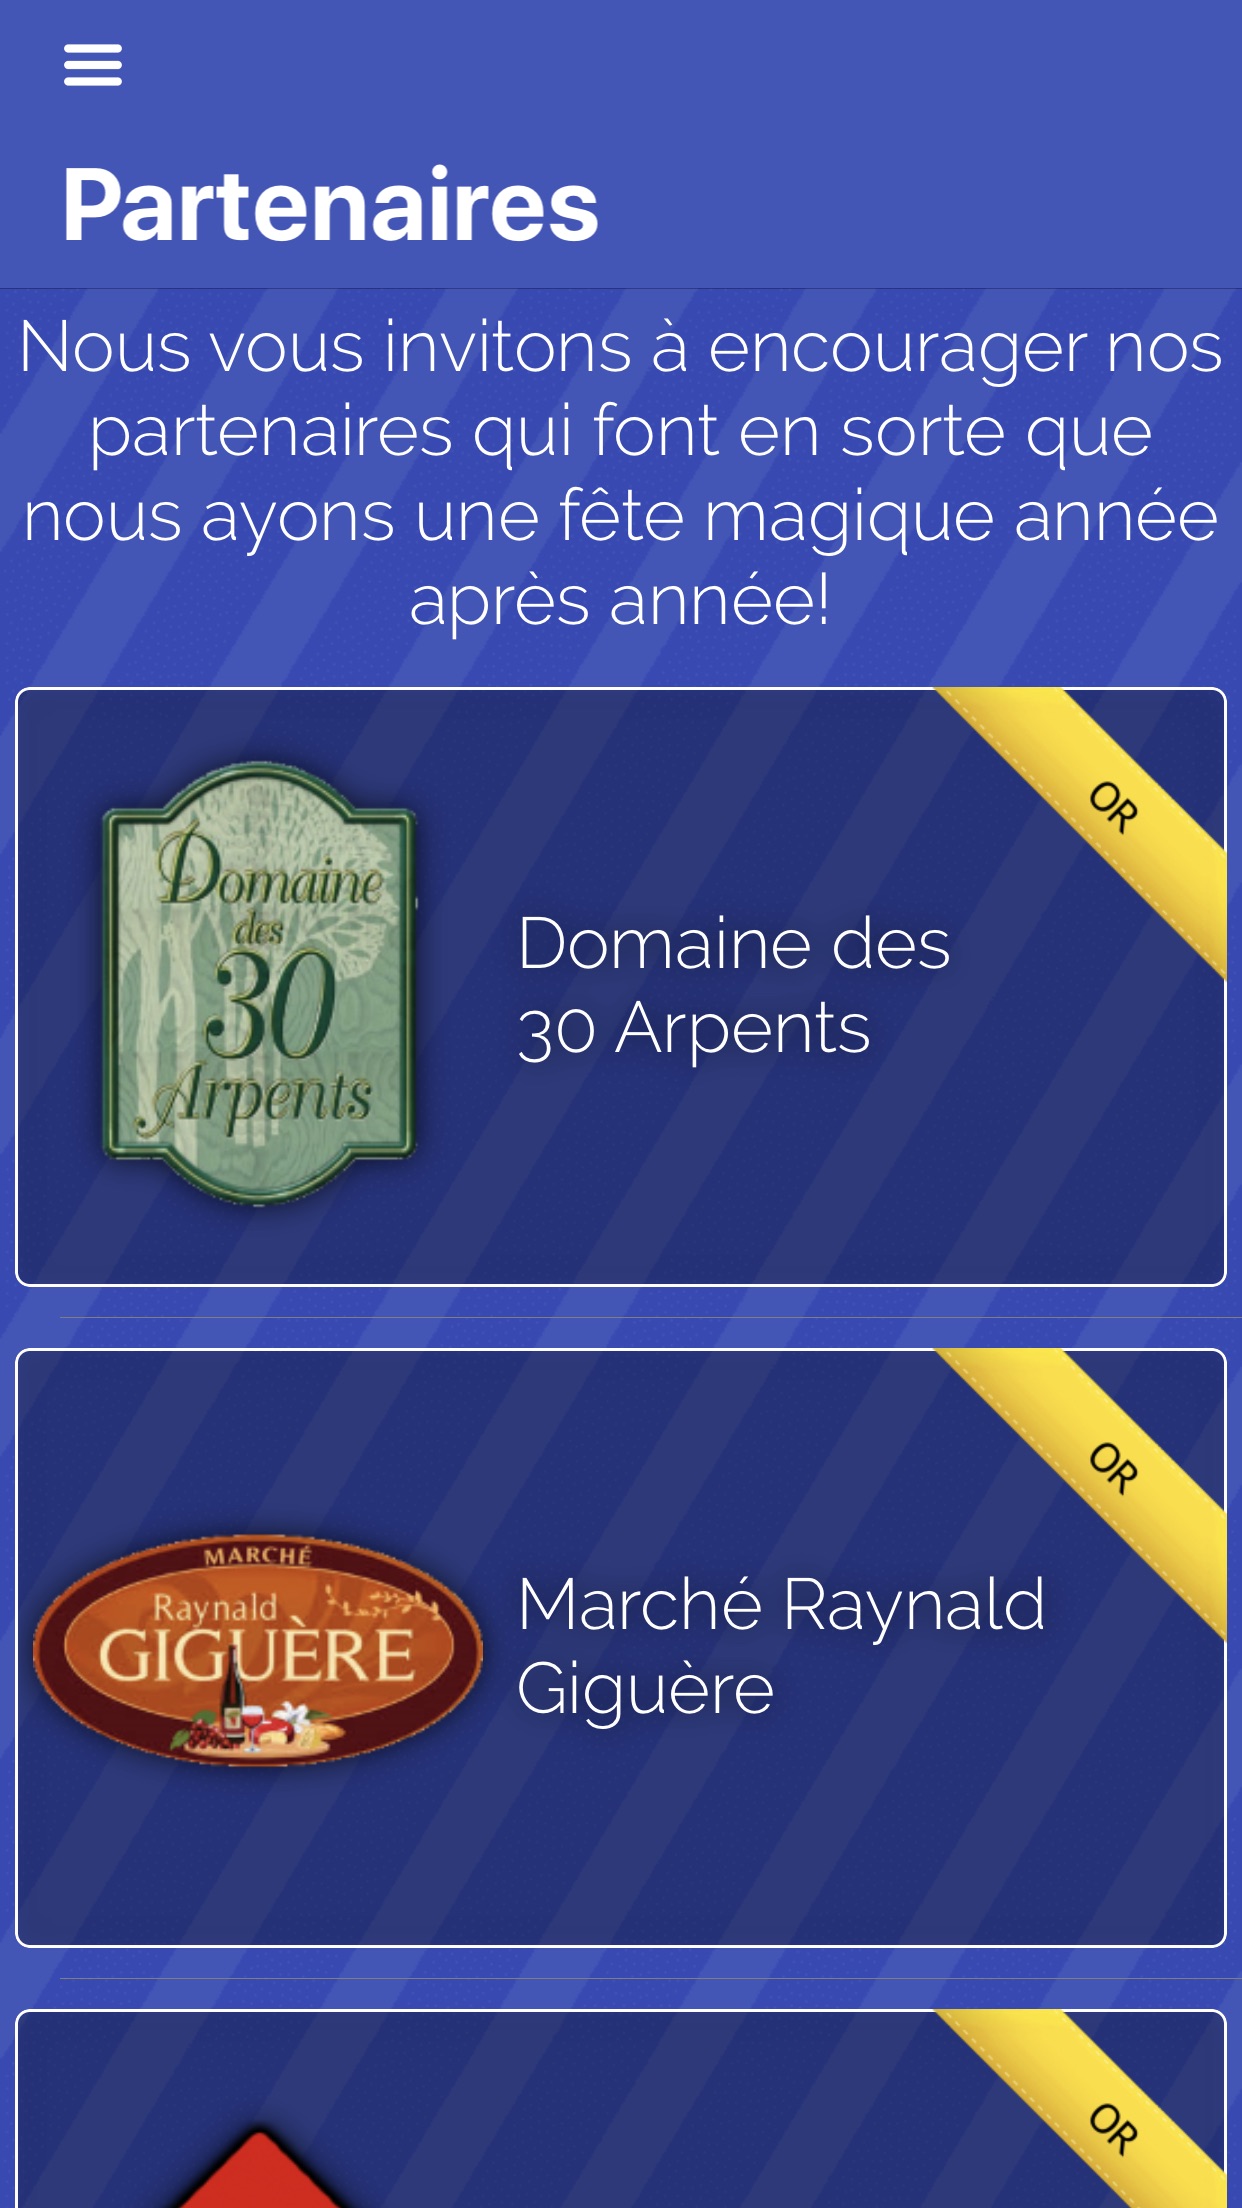 Partenaires
Nous vous invitons à encourager nos
partenaires qui font en sorte que
nous ayons une fête magique année
après année!
OR
Domaine
des
30
Arpents
Domaine des
30 Arpents
OR
MARCHÉ
Raynald
GIGUÈRE
Marché Raynald
Giguère
OR